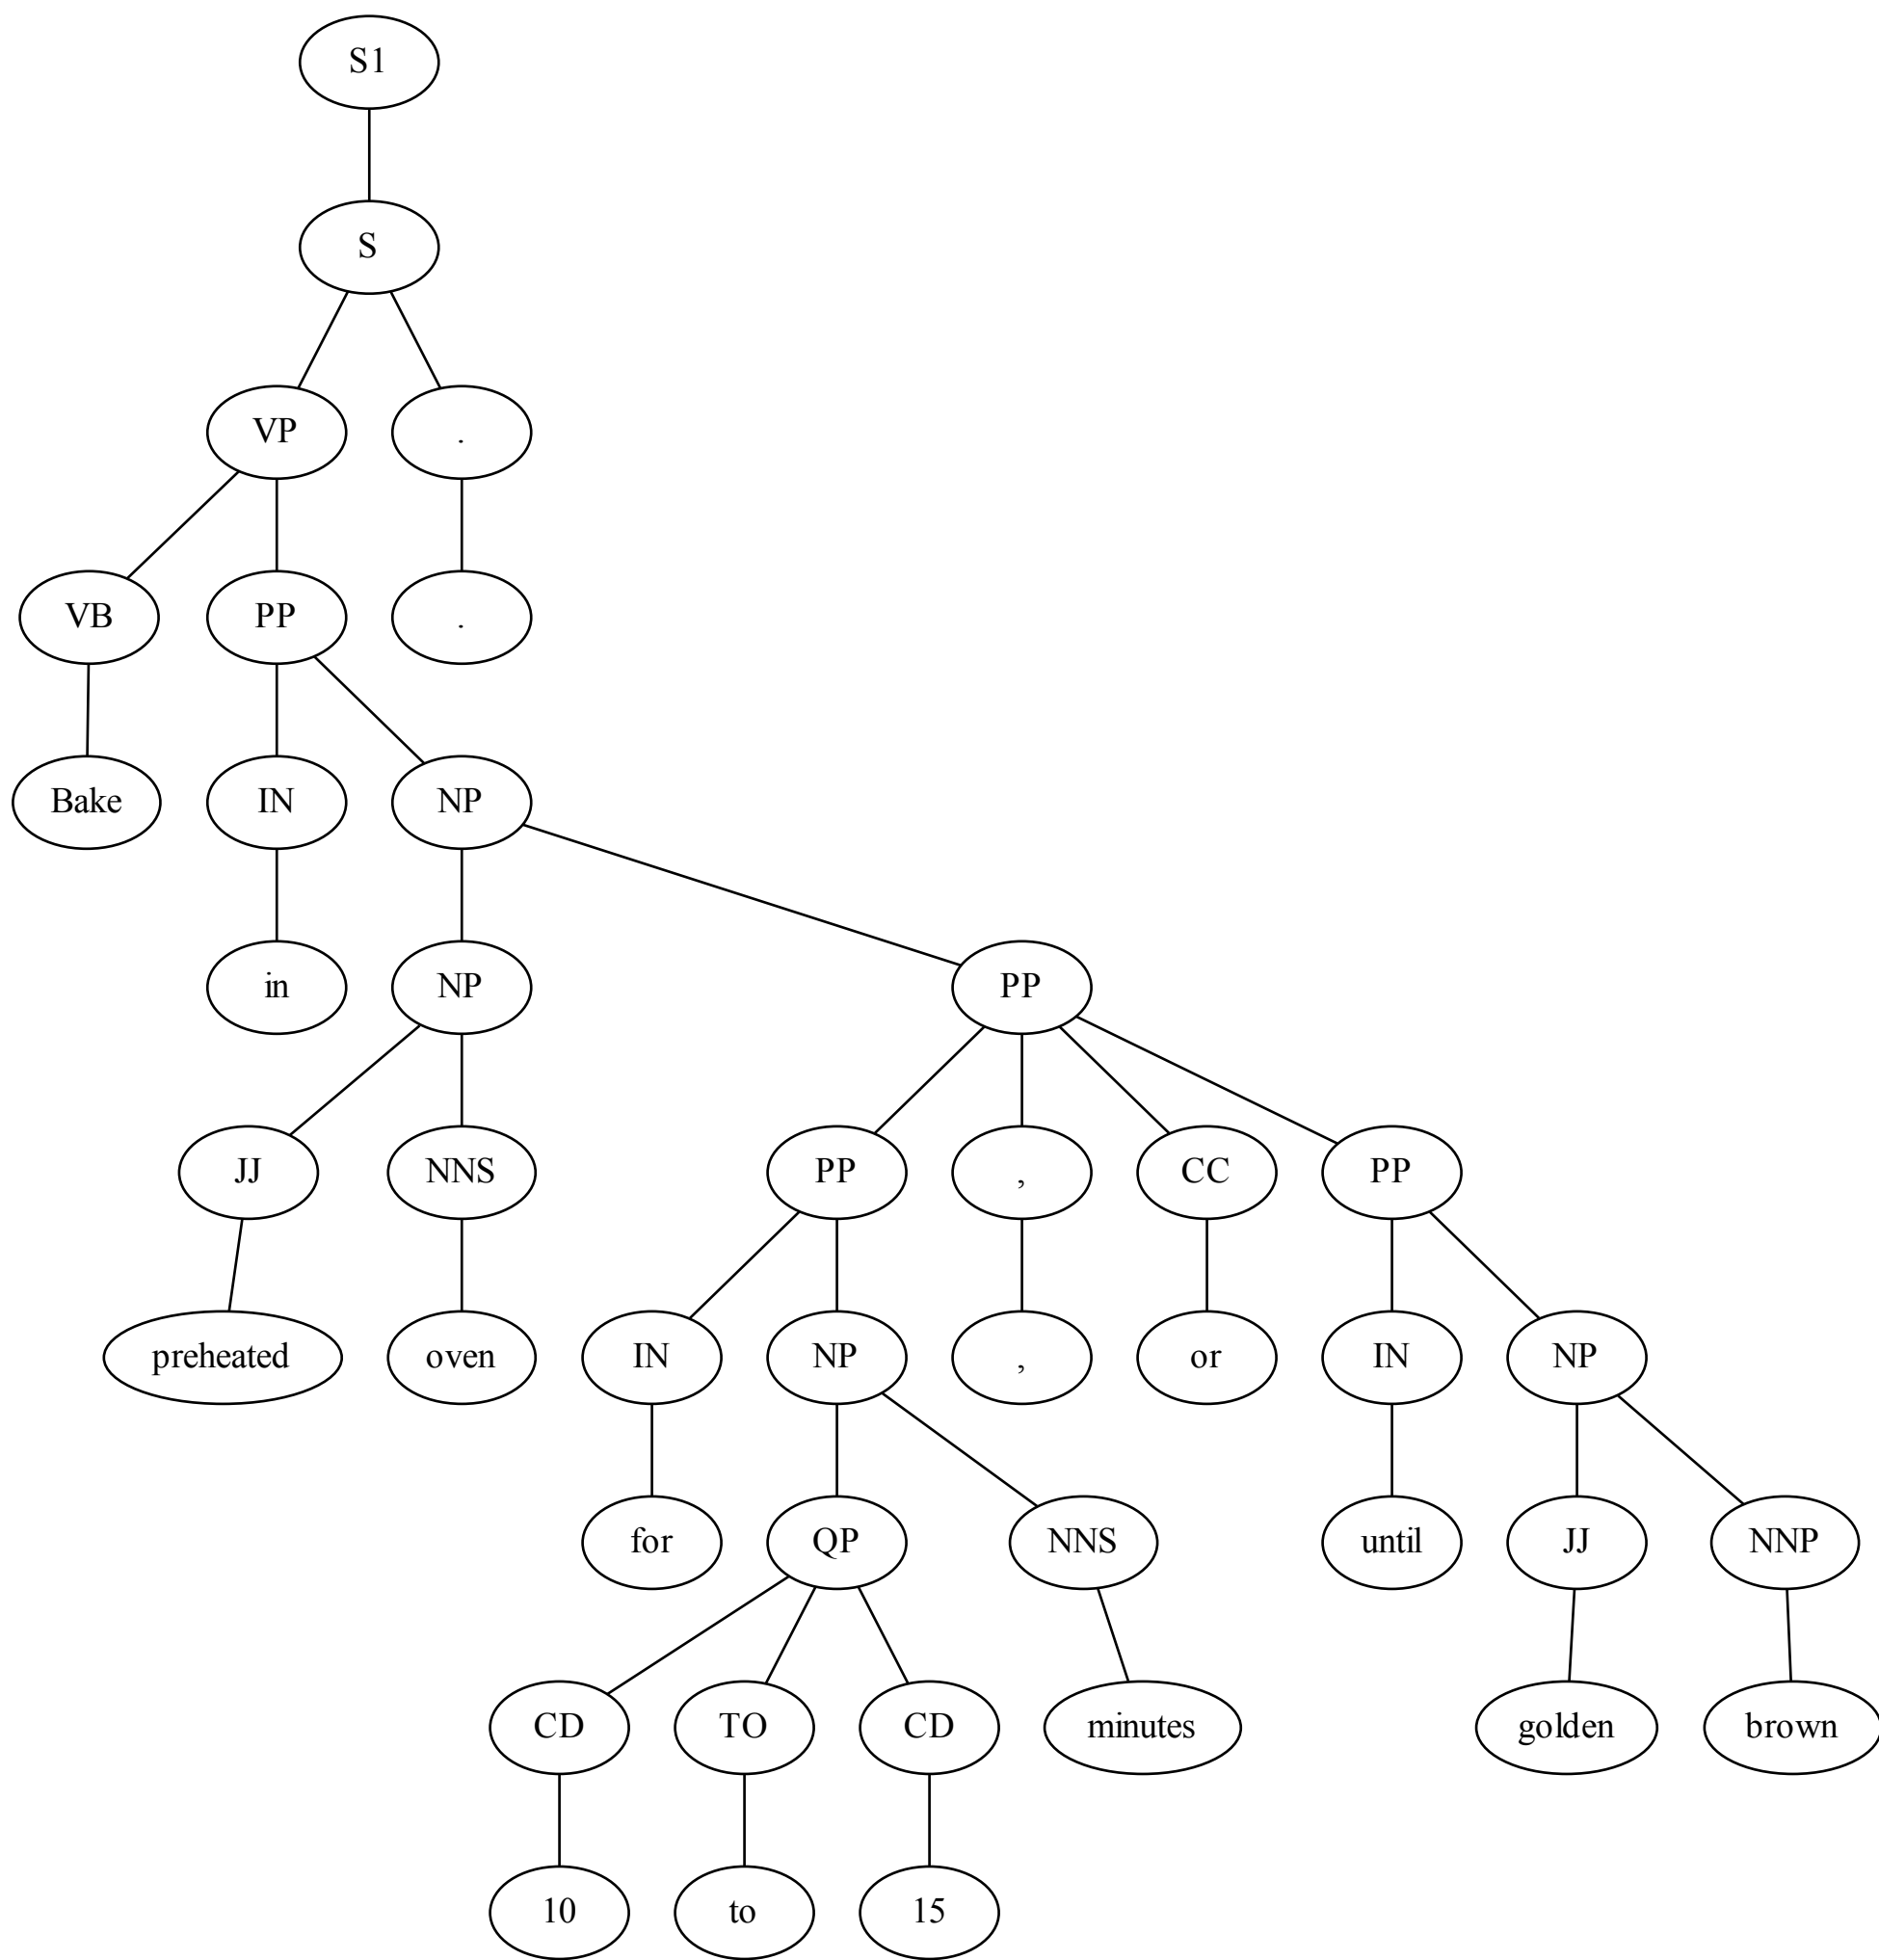 S1
S
VP .
VB PP .
Bake IN NP
in NP PP
JJ NNS PP , CC PP
preheated oven IN NP , or IN NP
for QP NNS until JJ NNP
CD TO CD minutes golden brown
10 to 15